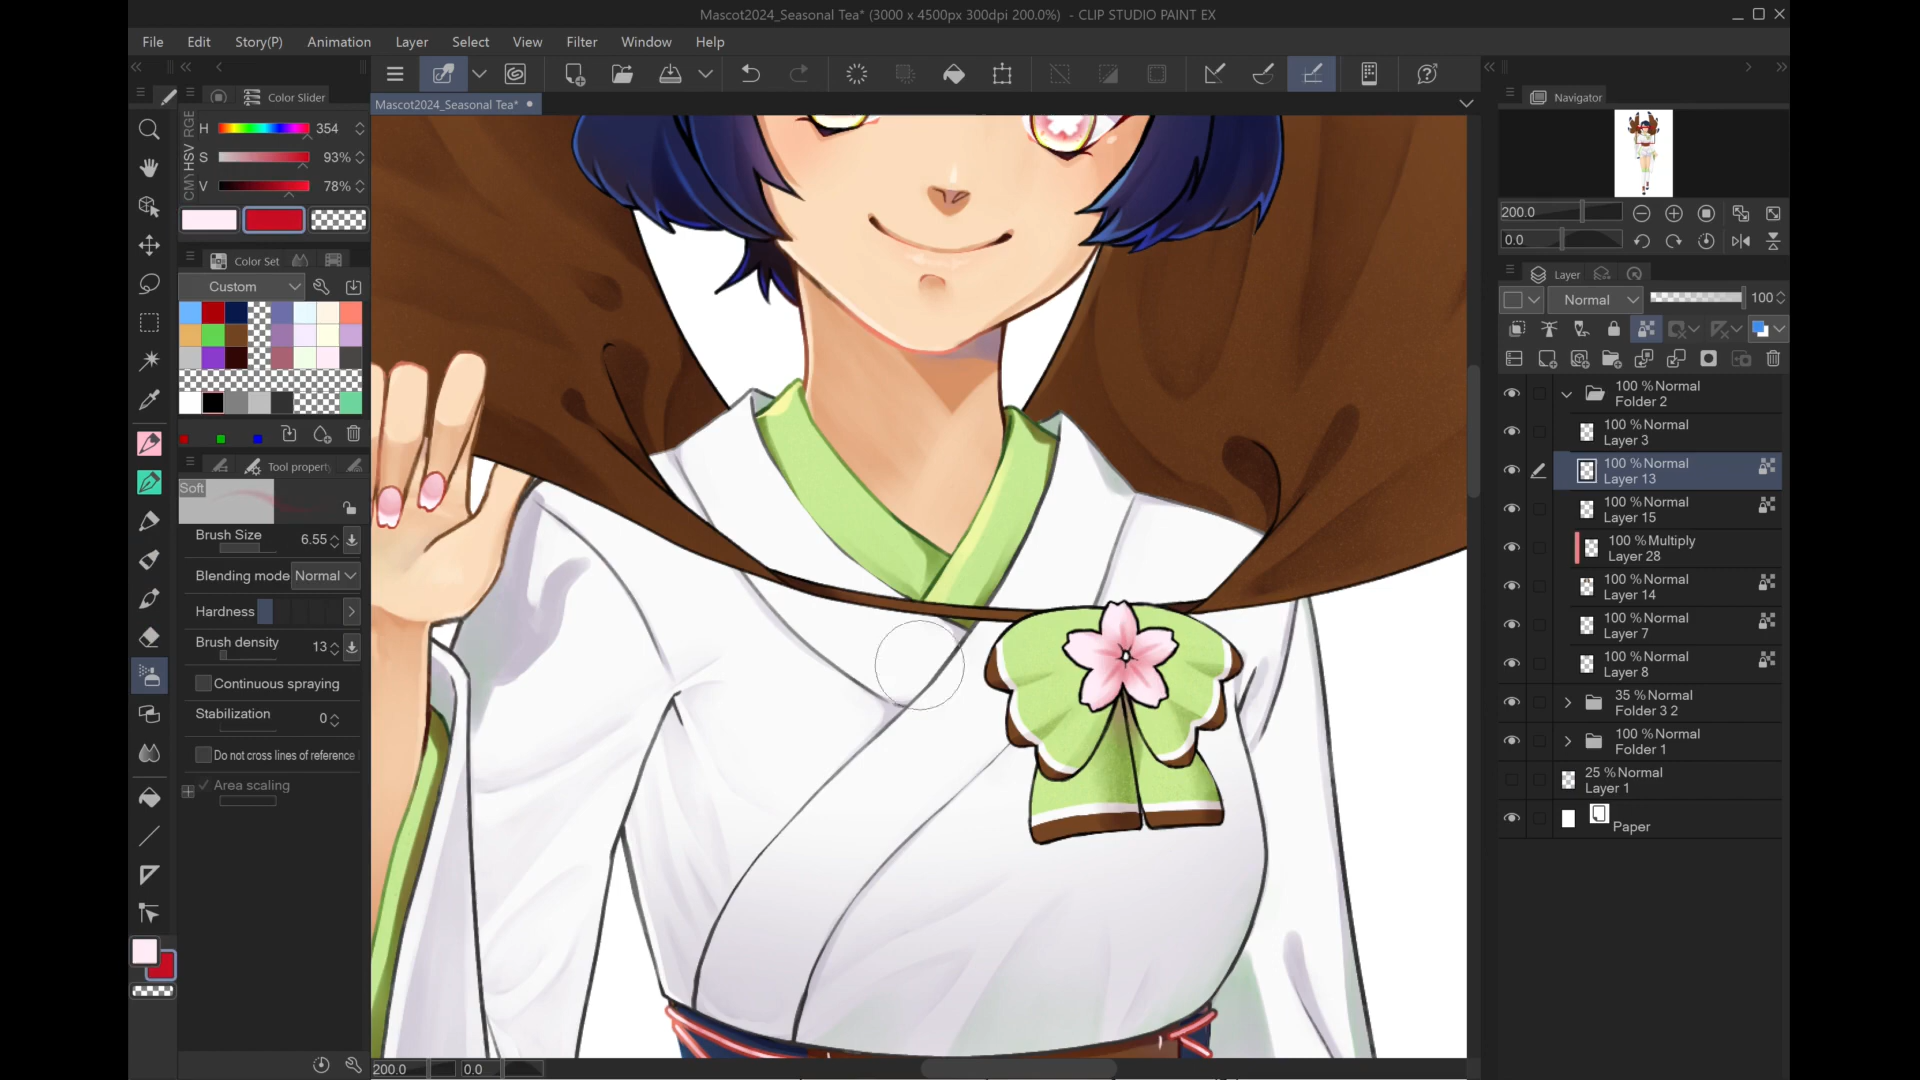 Mascot2024_Seasonal Tea* (3000 x 4500px 300dpi 200.0%) - CLIP STUDIO PAINT EX
File Edit Story(P) Animation Layer Select View Filter Window Help
Color Slider
Mascot2024_Seasonal Tea*
Navigator
H 354
S 93%
V 78%
HSV
Color Set
Custom
Tool property
Soft
Brush Size 6.55
Blending mode Normal
Hardness
Brush density 13
Continuous spraying
Stabilization 0
Do not cross lines of reference
Area scaling
200.0 0.0
200.0
0.0
Layer
Normal 100
100 % Normal
Folder 2
100 % Normal
Layer 3
100 % Normal
Layer 13
100 % Normal
Layer 15
100 % Multiply
Layer 28
100 % Normal
Layer 14
100 % Normal
Layer 7
100 % Normal
Layer 8
35 % Normal
Folder 3 2
100 % Normal
Folder 1
25 % Normal
Layer 1
Paper